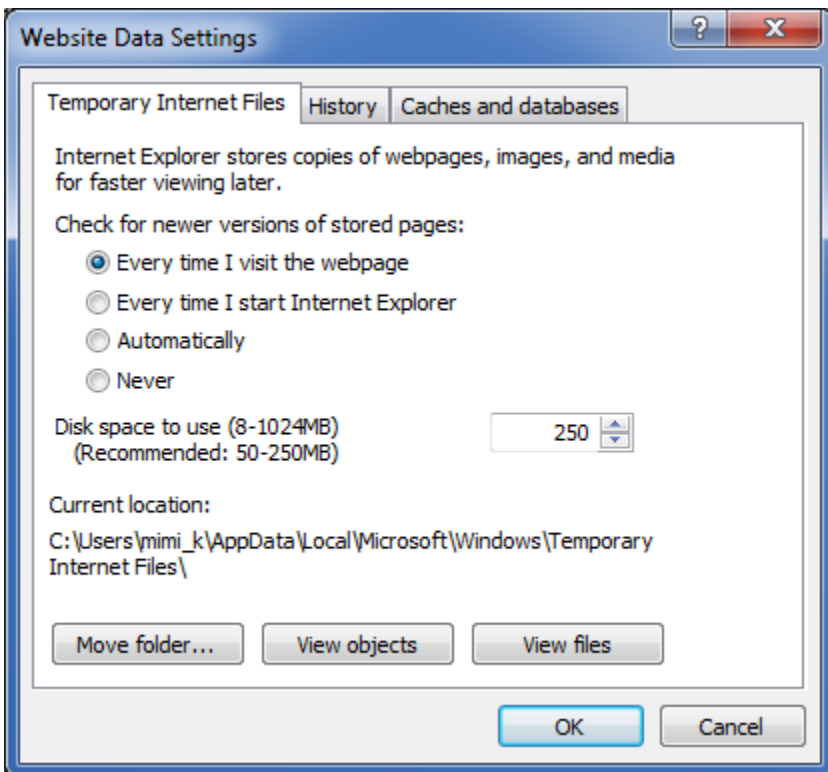 Website Data Settings
?
X
Temporary Internet Files
History
Caches and databases
Internet Explorer stores copies of webpages, images, and media
for faster viewing later.
Check for newer versions of stored pages:
Every time I visit the webpage
Every time I start Internet Explorer
Automatically
Never
Disk space to use (8-1024MB)
250
(Recommended: 50-250MB)
Current location:
C:\Users\mimi_k\AppData\Local\Microsoft\Windows\Temporary
Internet Files\
Move folder...
View objects
View files
OK
Cancel